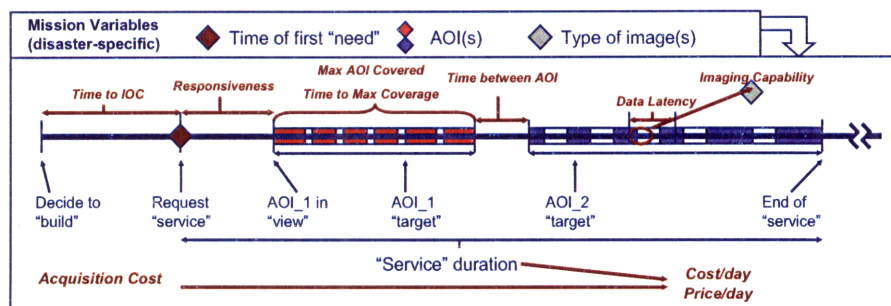 Mission Variables
(disaster-specific)
Time of first "need"
AOI(s)
Type of image(s)
Time to IOC
Responsiveness
Max AOI Covered
Time to Max Coverage
Time between AOI
Data Latency
Imaging Capability
Decide to
"build"
Request
"service"
AOI_1 in
"view"
AOI_1
"target"
AOI_2
"target"
End of
"service"
"Service" duration
Acquisition Cost
Cost/day
Price/day